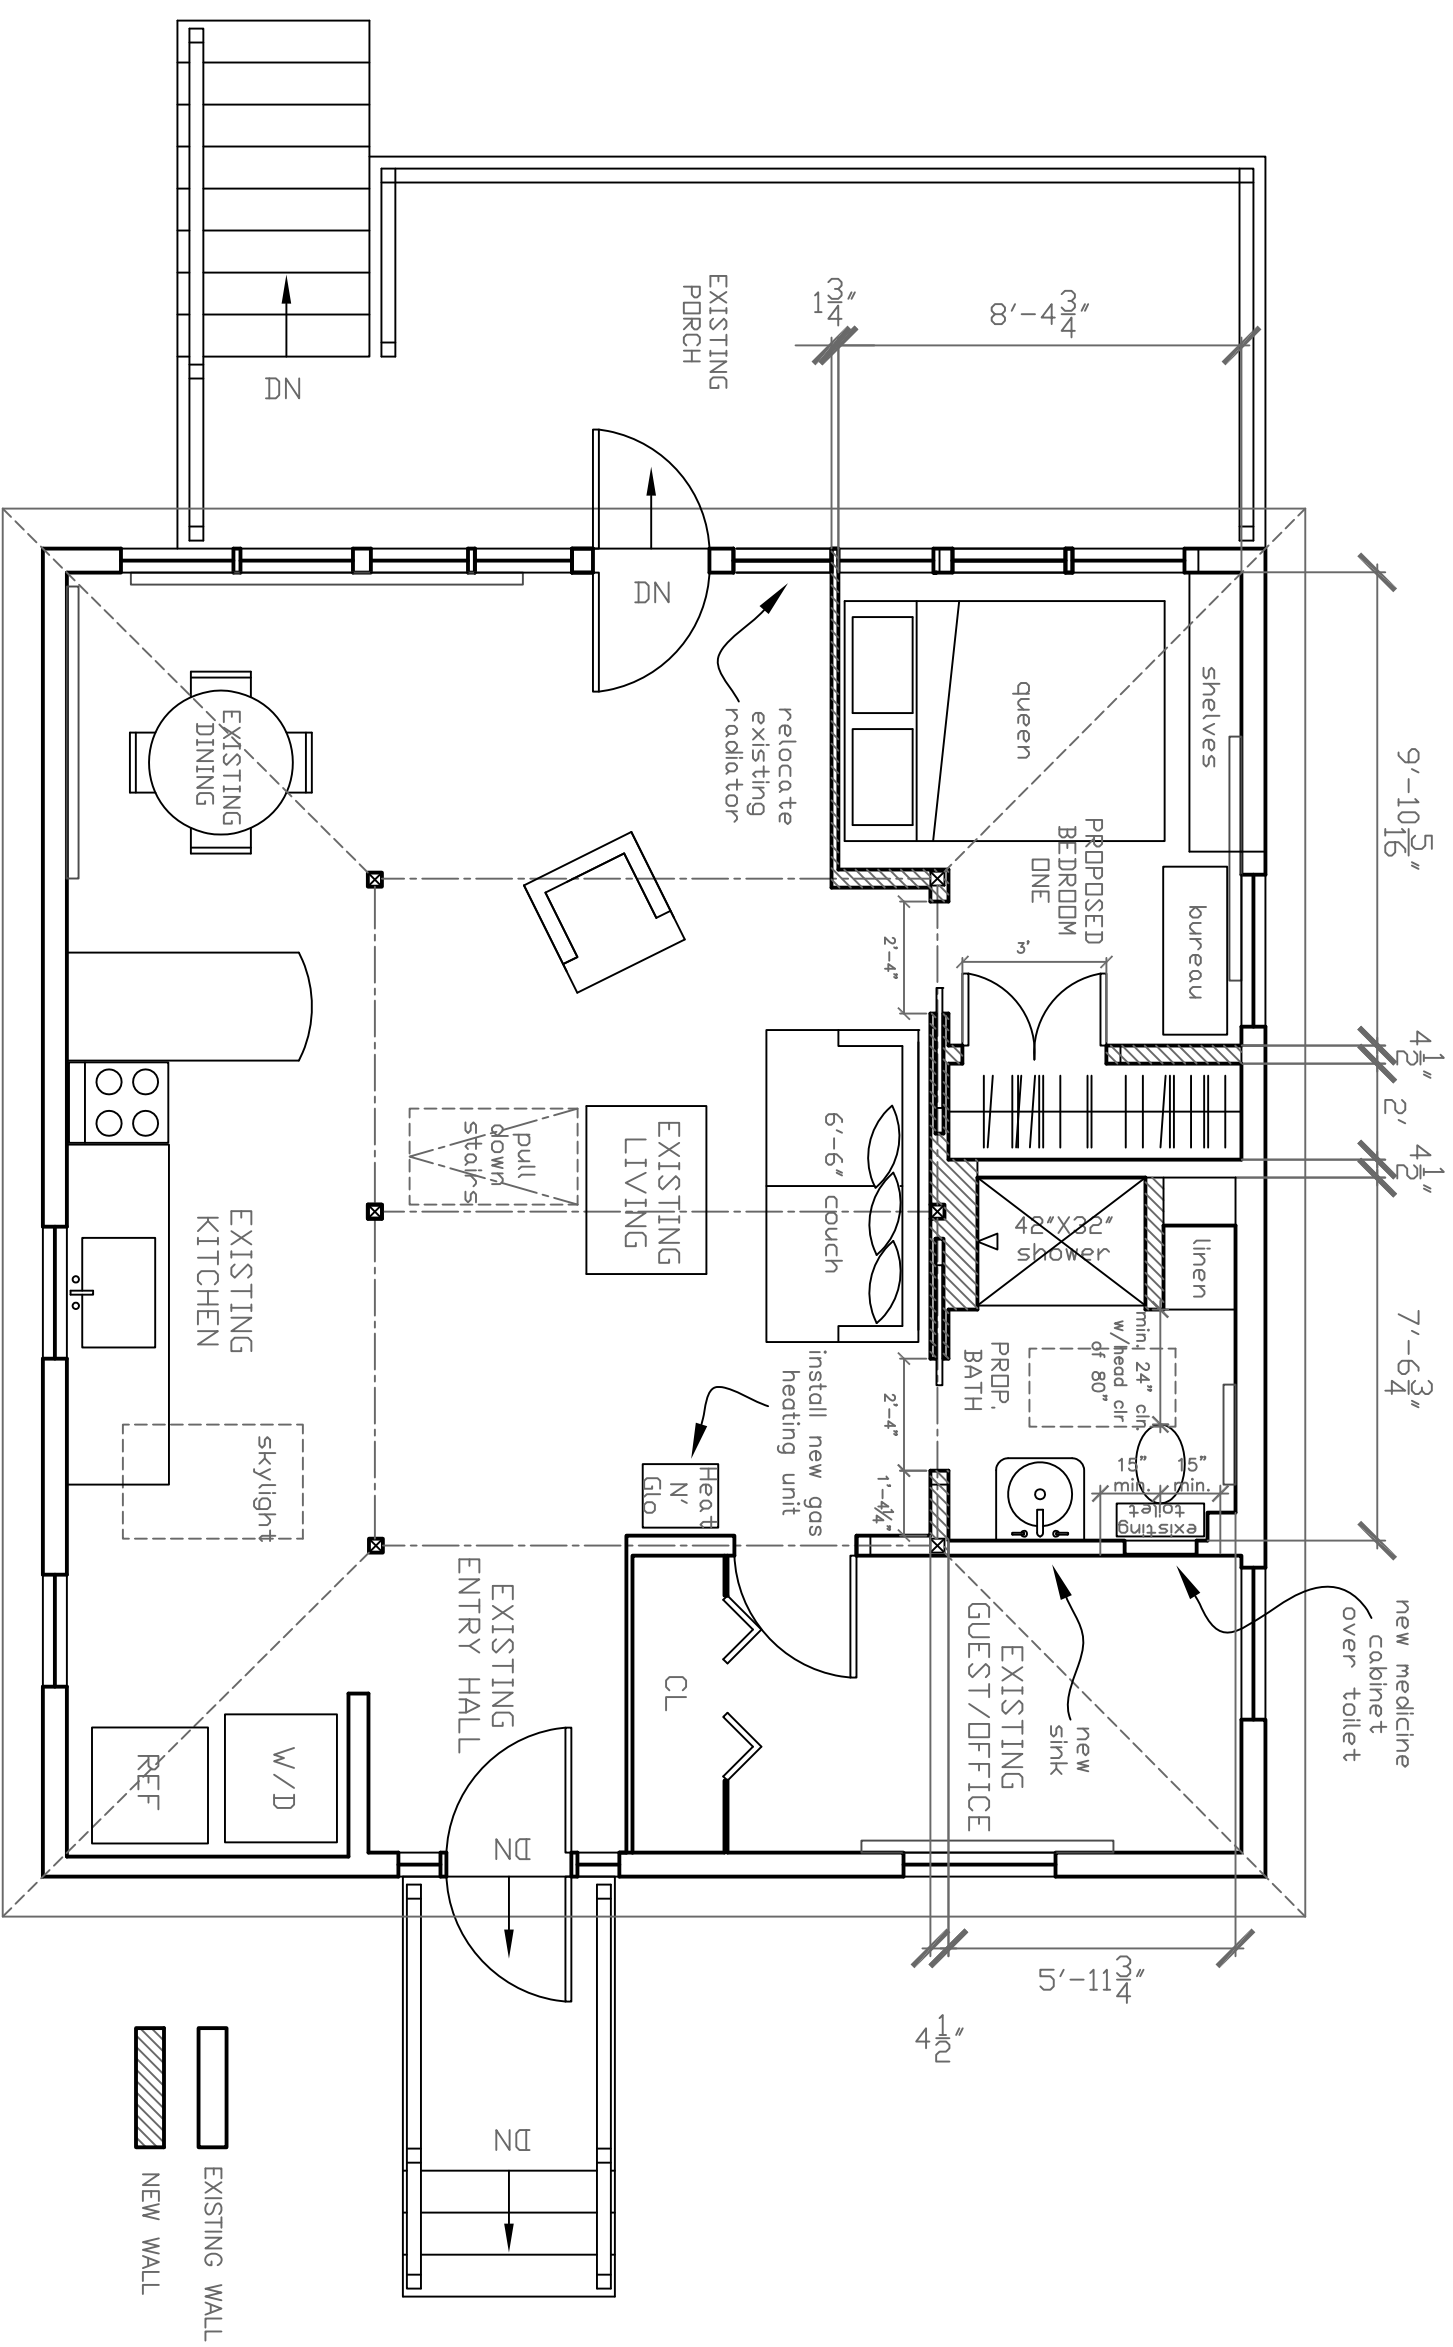 9'-10 5/16"
4 1/2"
2'
4 1/2"
7'-6 3/4"
new medicine
cabinet
over toilet
8'-4 3/4"
1 3/4"
5'-11 3/4"
4 1/2"
shelves
bureau
queen
PROPOSED
BEDROOM
ONE
3'
2'-4"
42"X32"
shower
linen
min. 24" clr.
w/head clr
of 80"
PROP.
BATH
15"
min.
15"
min.
existing
toilet
new
sink
2'-4"
1'-4 1/4"
EXISTING
GUEST/OFFICE
CL
EXISTING
PORCH
DN
DN
relocate
existing
radiator
6'-6" couch
install new gas
heating unit
Heat
N'
Glo
EXISTING
LIVING
pull
down
stairs
EXISTING
ENTRY HALL
DN
DN
EXISTING
DINING
EXISTING
KITCHEN
skylight
W/D
REF
EXISTING WALL
NEW WALL